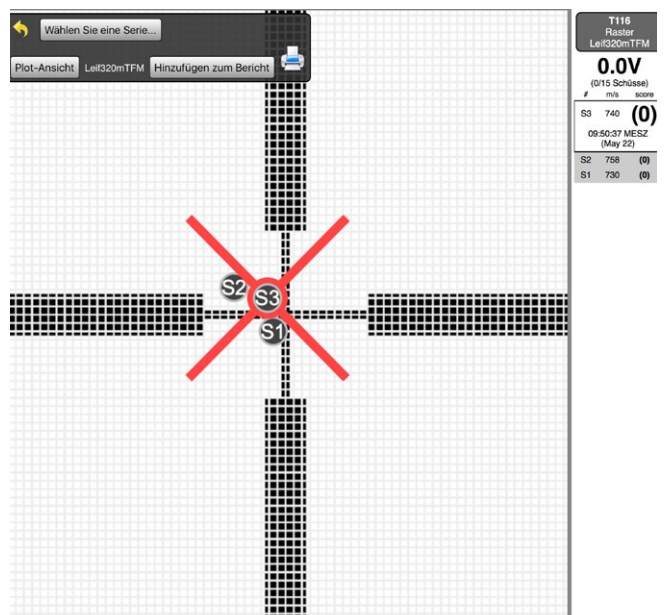 Wählen Sie eine Serie...
Plot-Ansicht Leif320mTFM Hinzufügen zum Bericht
T116
Raster
Leif320mTFM
0.0V
(0/15 Schüsse)
# m/s score
S3 740 (0)
09:50:37 MESZ
(May 22)
S2 758 (0)
S1 730 (0)
S2
S3
S1